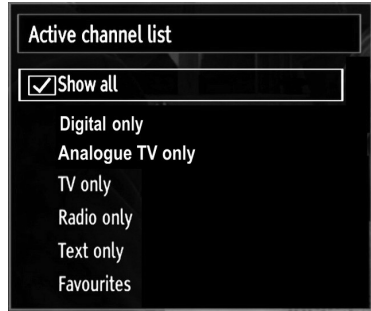 Active channel list
Show all
Digital only
Analogue TV only
TV only
Radio only
Text only
Favourites